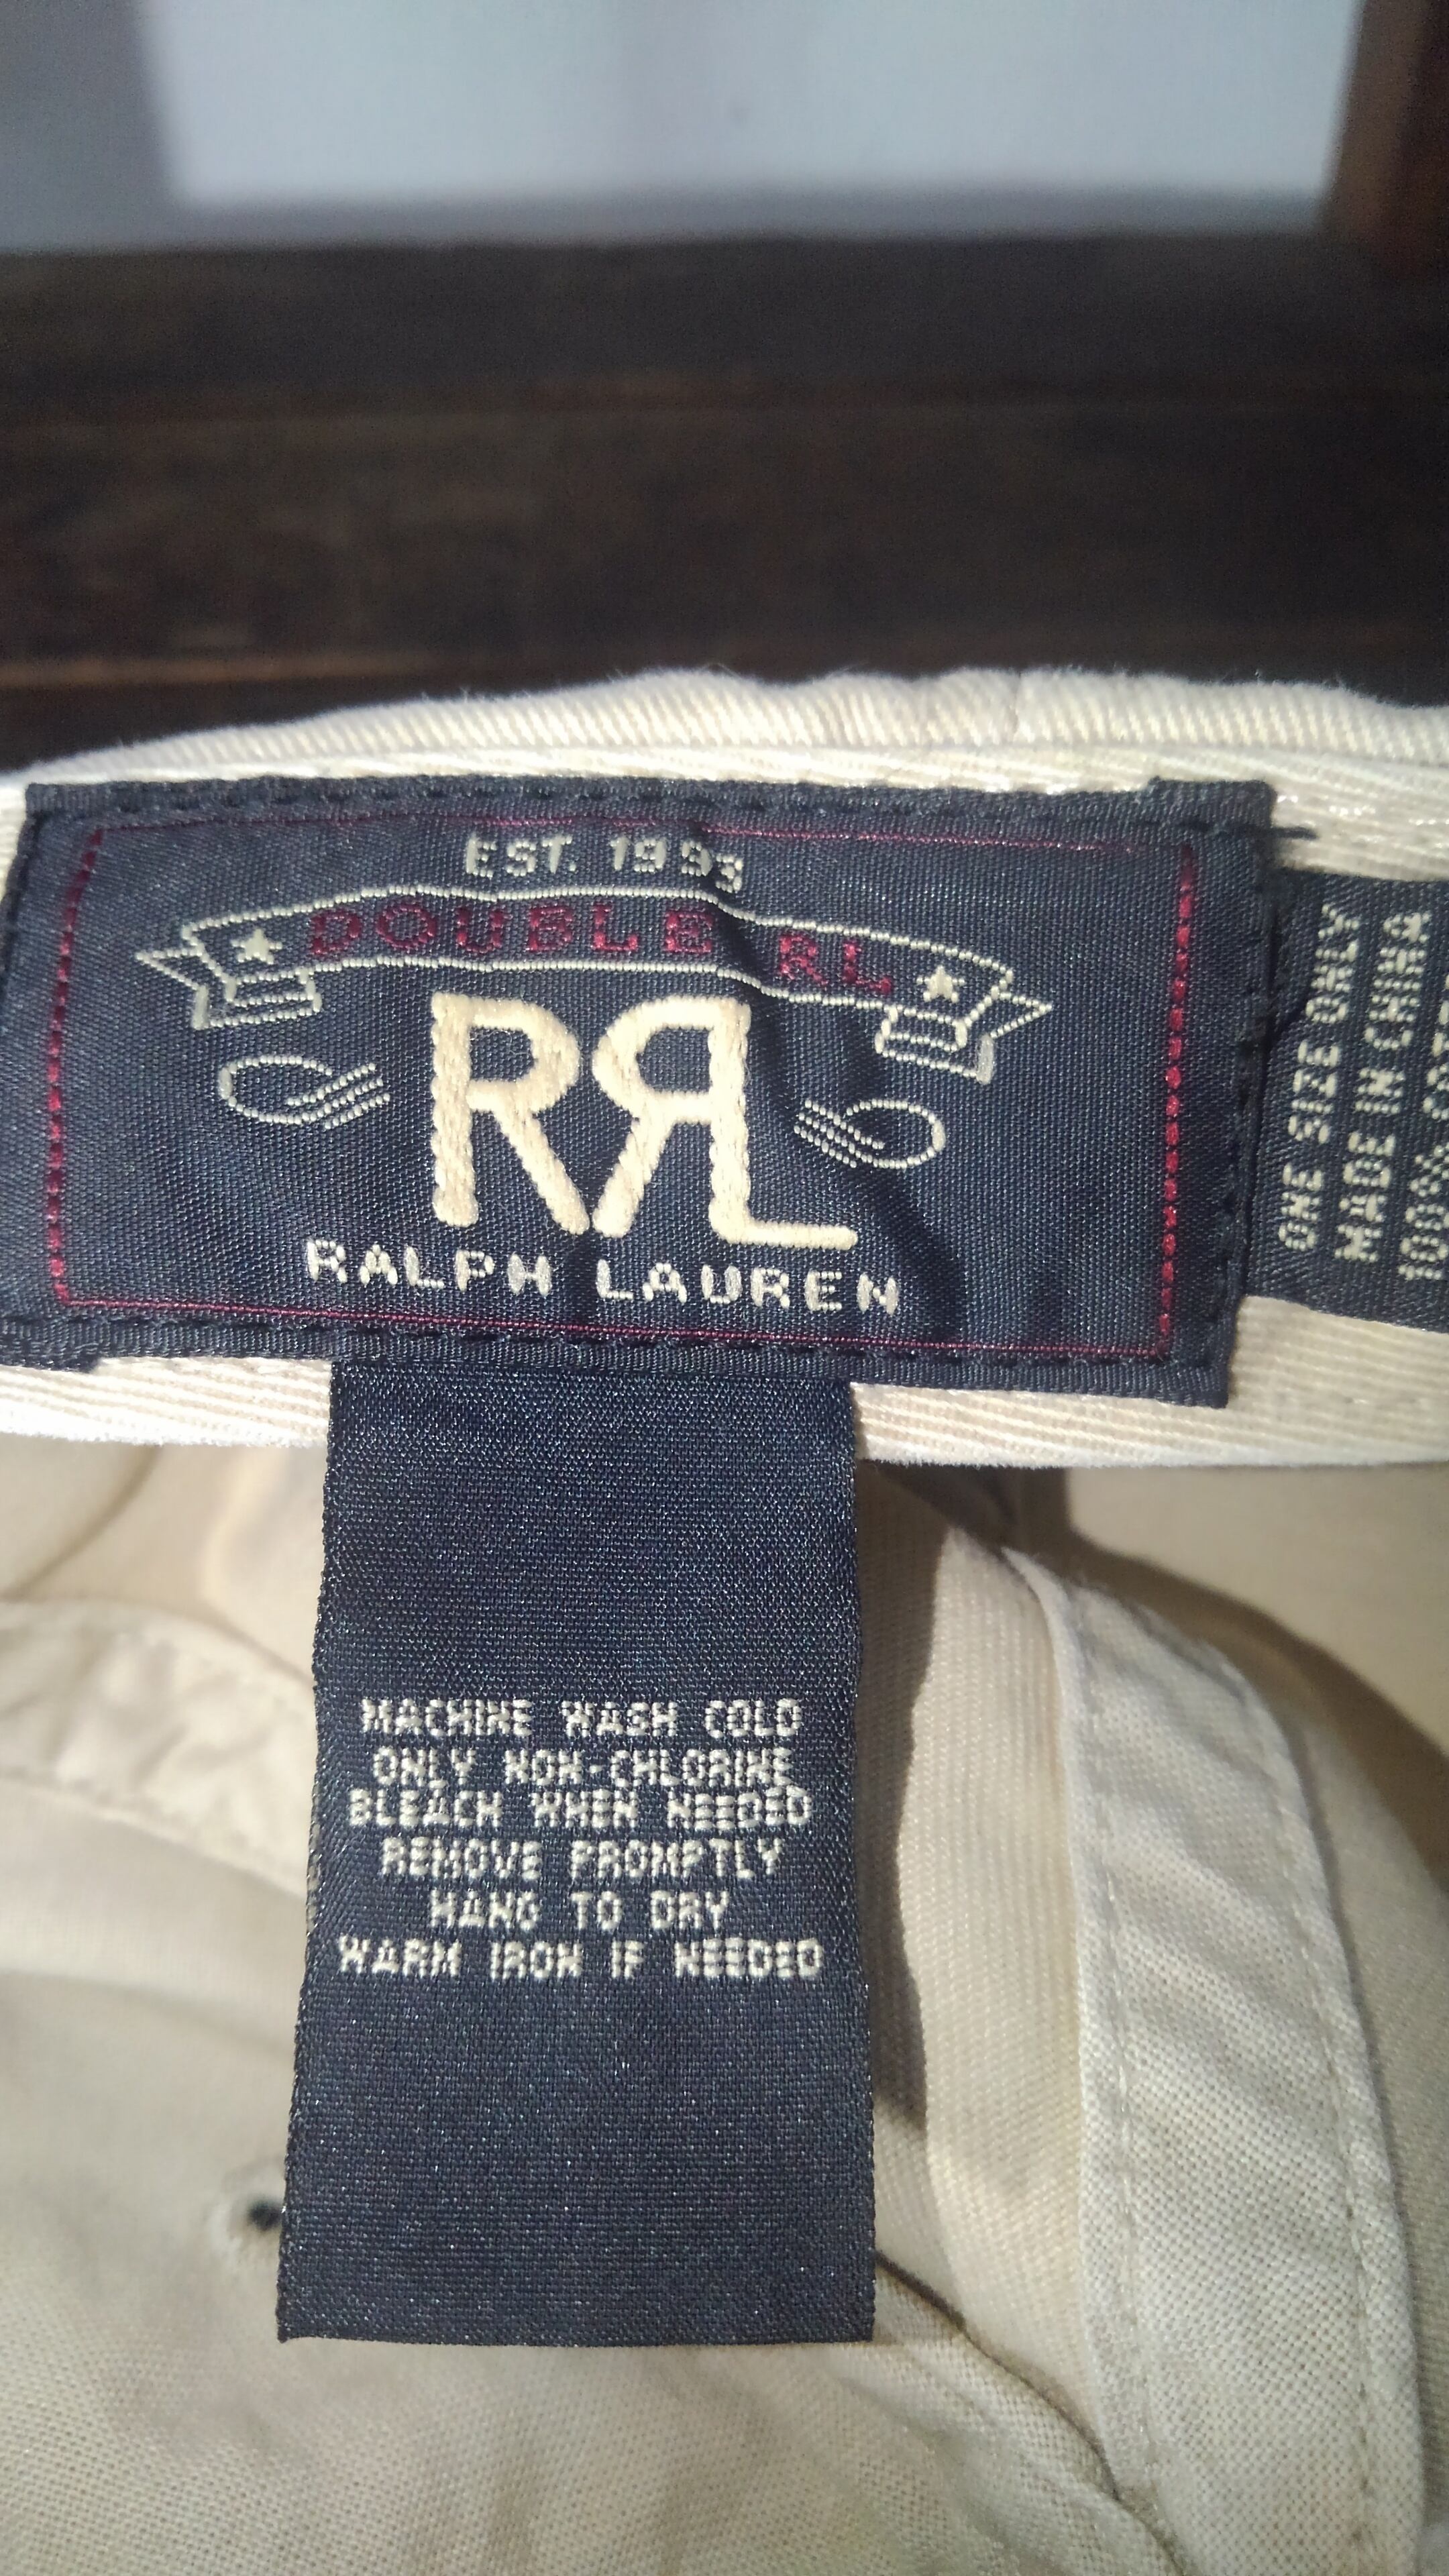 EST. 1993
DOUBLE RL
RRL
RALPH LAUREN
MACHINE WASH COLD
ONLY NON-CHLORINE
BLEACH WHEN NEEDED
REMOVE PROMPTLY
HANG TO DRY
WARM IRON IF NEEDED
ONE SIZE ONLY
MADE IN CHINA
100%